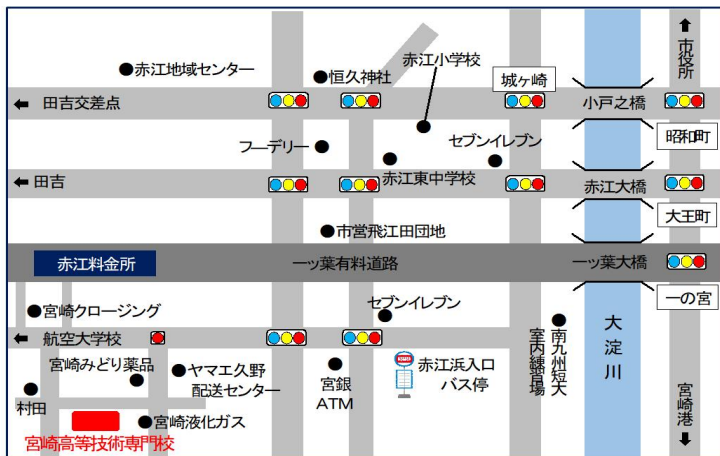 市役所
赤江地域センター
恒久神社
赤江小学校
城ヶ崎
田吉交差点
小戸之橋
昭和町
フーデリー
セブンイレブン
赤江東中学校
田吉
赤江大橋
大王町
市営飛江田団地
赤江料金所
一ッ葉有料道路
一ッ葉大橋
一の宮
宮崎クロージング
セブンイレブン
航空大学校
宮崎みどり薬品
ヤマエ久野
配送センター
宮銀
ATM
赤江浜入口
バス停
南九州短大
室内練習場
大淀川
宮崎港
村田
宮崎液化ガス
宮崎高等技術専門校